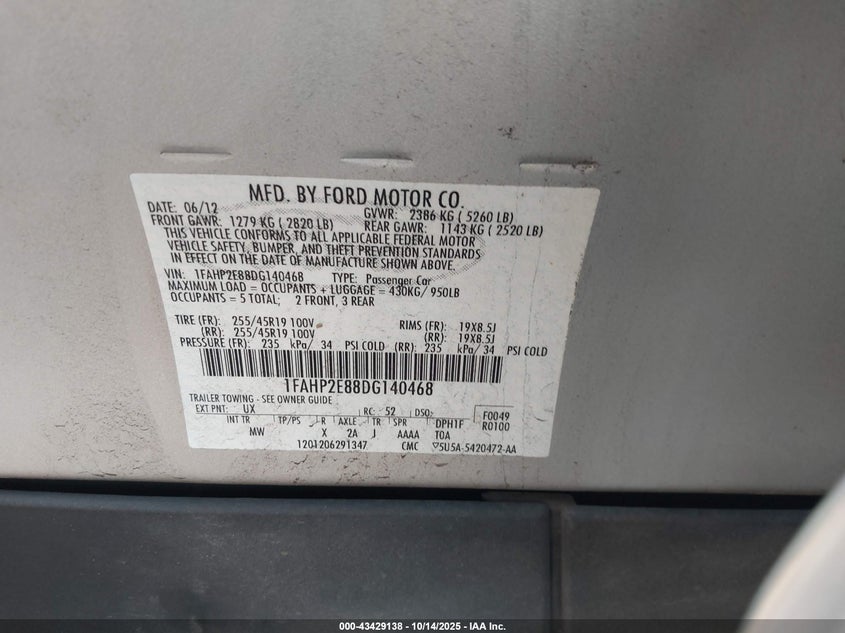 MFD. BY FORD MOTOR CO.
DATE: 06/12 GVWR: 2386 KG ( 5260 LB)
FRONT GAWR: 1279 KG ( 2820 LB) REAR GAWR: 1143 KG ( 2520 LB)
THIS VEHICLE CONFORMS TO ALL APPLICABLE FEDERAL MOTOR
VEHICLE SAFETY, BUMPER, AND THEFT PREVENTION STANDARDS
IN EFFECT ON THE DATE OF MANUFACTURE SHOWN ABOVE.
VIN: 1FAHP2E88DG140468 TYPE: Passenger Car
MAXIMUM LOAD = OCCUPANTS + LUGGAGE = 430KG/ 950LB
OCCUPANTS = 5 TOTAL; 2 FRONT, 3 REAR
TIRE (FR): 255/45R19 100V RIMS (FR): 19X8.5J
(RR): 255/45R19 100V (RR): 19X8.5J
PRESSURE (FR): 235 kPa/ 34 PSI COLD (RR): 235 kPa/ 34 PSI COLD
1FAHP2E88DG140468
TRAILER TOWING - SEE OWNER GUIDE
EXT PNT: UX RC: 52 DSO: F0049
INT TR TP/PS R AXLE TR SPR DPH1F R0100
MW X 2A J AAAA TOA
1201206291347 CMC 5U5A-5420472-AA
000-43429138 - 10/14/2025 - IAA Inc.